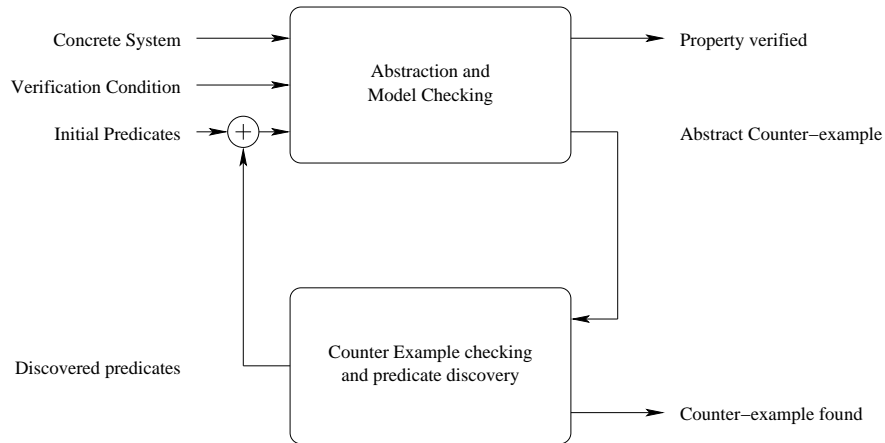 Concrete System
Verification Condition
Initial Predicates
+
Abstraction and
Model Checking
Property verified
Abstract Counter−example
Discovered predicates
Counter Example checking
and predicate discovery
Counter−example found